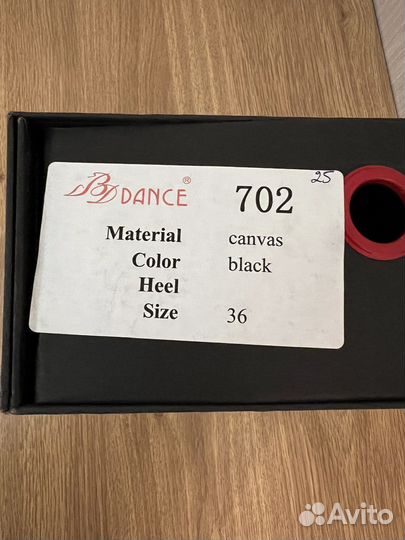 BD DANCE ® 702 25
Material canvas
Color black
Heel
Size 36
Avito